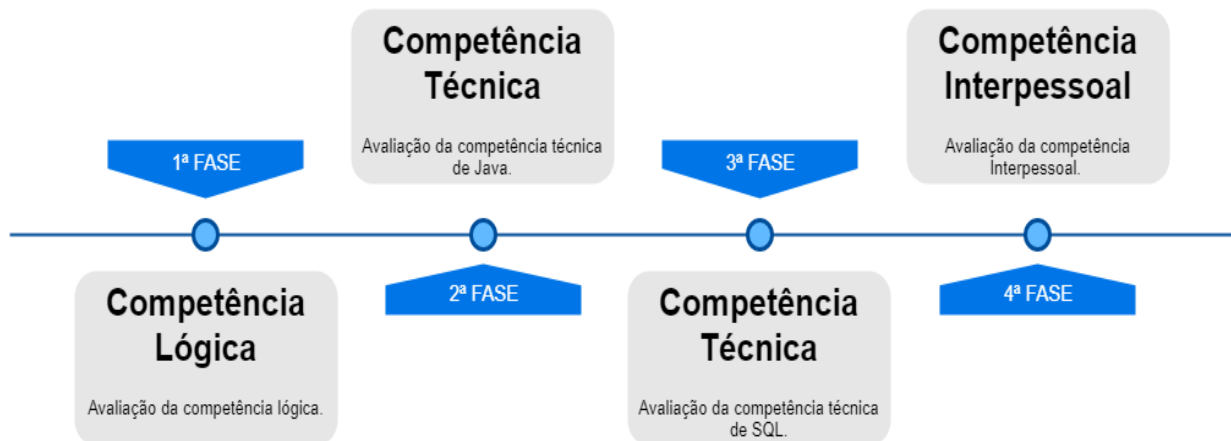 1ª FASE
Competência
Lógica
Avaliação da competência lógica.
Competência
Técnica
Avaliação da competência técnica
de Java.
2ª FASE
3ª FASE
Competência
Técnica
Avaliação da competência técnica
de SQL.
Competência
Interpessoal
Avaliação da competência
Interpessoal.
4ª FASE